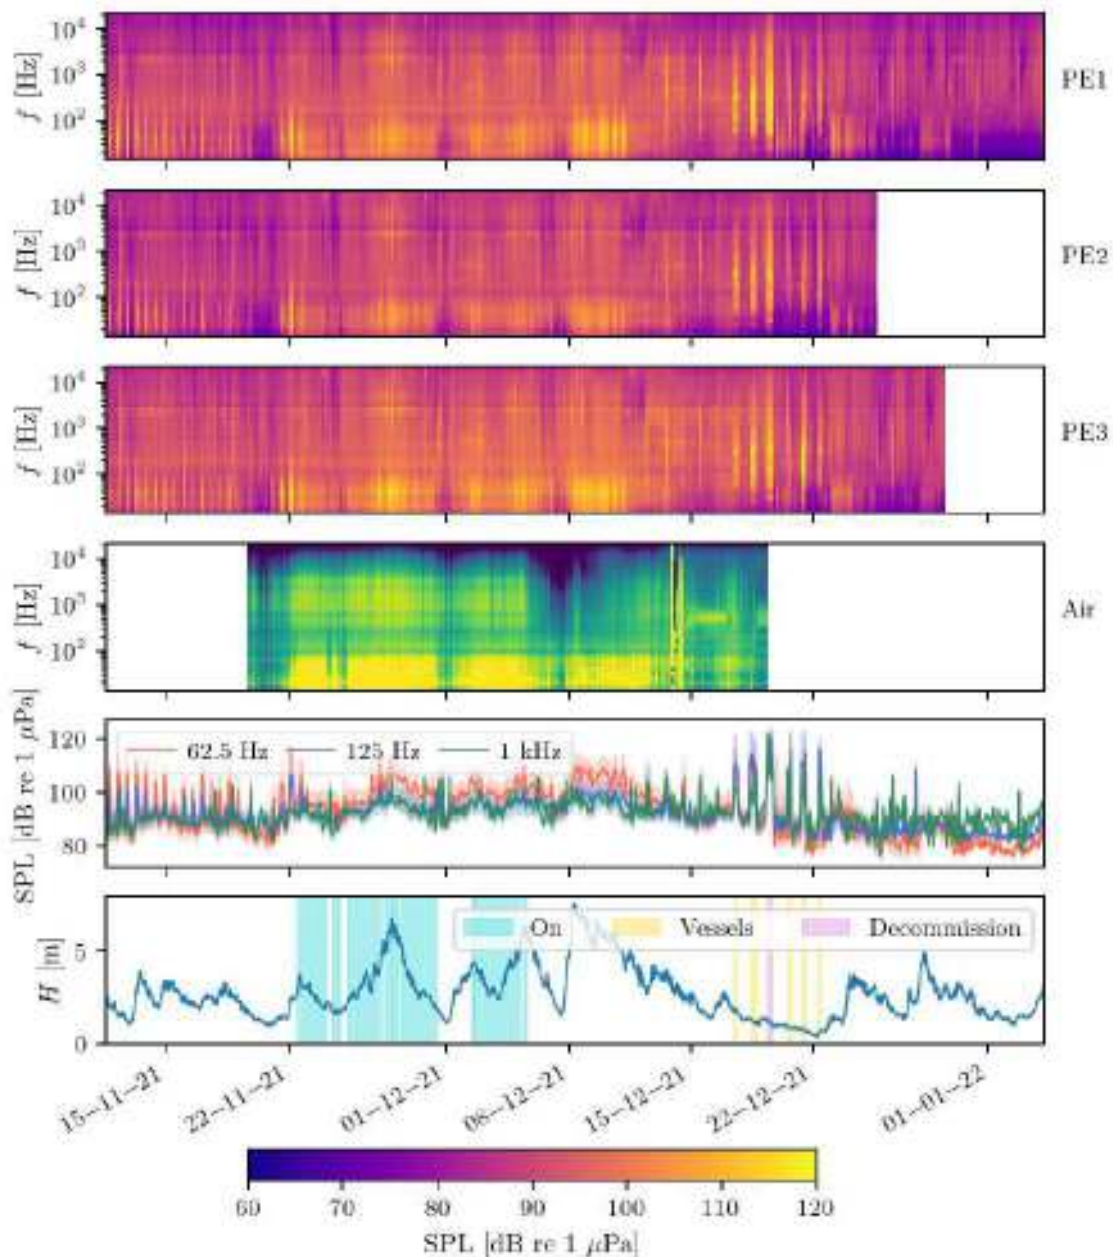 10⁴
10³
10²
f [Hz]
PE1
10⁴
10³
10²
f [Hz]
PE2
10⁴
10³
10²
f [Hz]
PE3
10⁴
10³
10²
f [Hz]
Air
SPL [dB re 1 μPa]
120
100
80
62.5 Hz
125 Hz
1 kHz
H [m]
5
0
On
Vessels
Decommission
15–11–21
22–11–21
01–12–21
08–12–21
15–12–21
22–12–21
01–01–22
60 70 80 90 100 110 120
SPL [dB re 1 μPa]